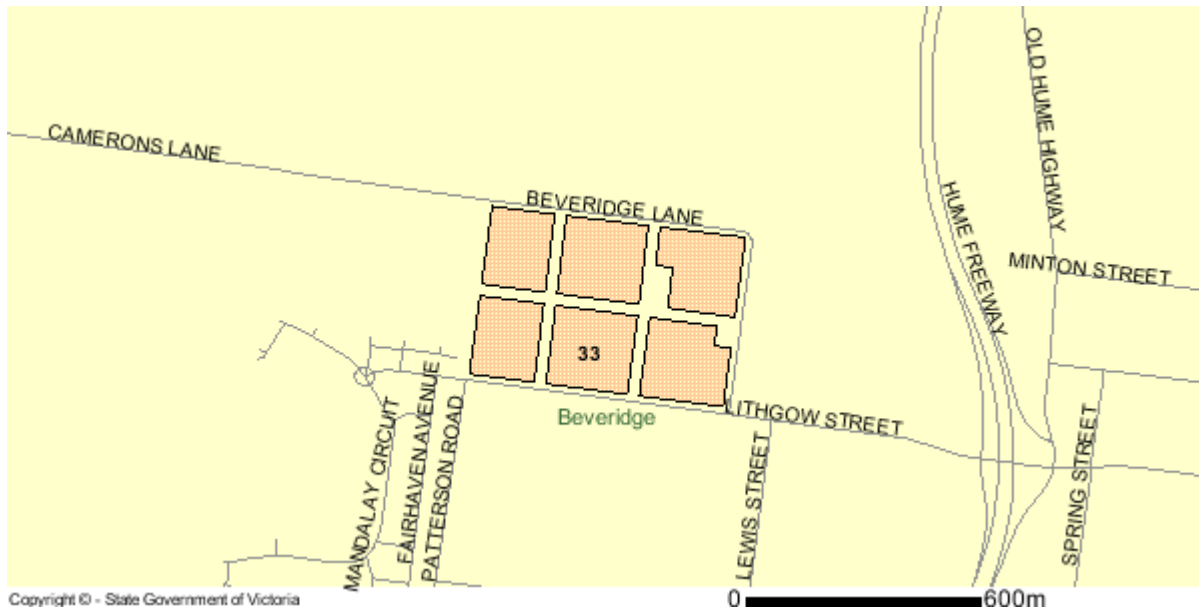 OLD HUME HIGHWAY
CAMERONS LANE
BEVERIDGE LANE
HUME FREEWAY
MINTON STREET
33
Beveridge
LITHGOW STREET
MANDALAY CIRCUIT
FAIRHAVEN AVENUE
PATTERSON ROAD
LEWIS STREET
SPRING STREET
Copyright © - State Government of Victoria
0 600m